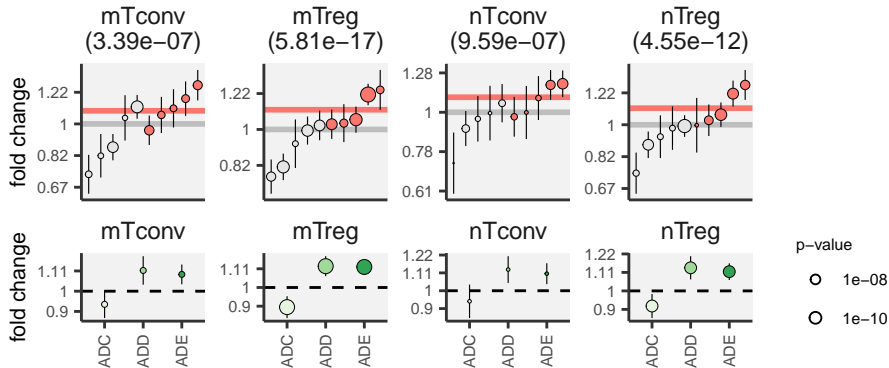 mTconv
(3.39e−07)
mTreg
(5.81e−17)
nTconv
(9.59e−07)
nTreg
(4.55e−12)
fold change
1.22
1
0.82
0.67
1.22
1
0.82
1.28
1
0.78
0.61
1.22
1
0.82
0.67
mTconv
mTreg
nTconv
nTreg
fold change
1.11
1
0.9
1.11
1
0.9
1.22
1.11
1
0.9
1.22
1.11
1
0.9
ADC
ADD
ADE
ADC
ADD
ADE
ADC
ADD
ADE
ADC
ADD
ADE
p−value
1e−08
1e−10